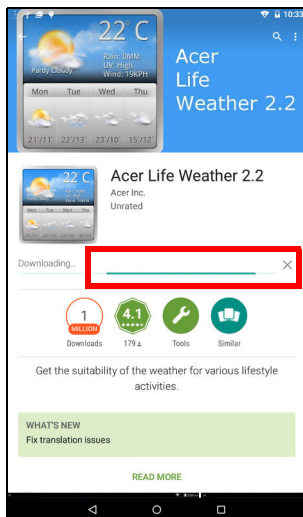 10:33
22°C
Partly Cloudy
Rain: 0MM
UV: High
Wind: 19KPH
Mon Tue Wed Thu
21°/11° 22°/13° 23°/10° 15°/12°
Acer
Life
Weather 2.2
22°C
Acer Life Weather 2.2
Acer Inc.
Unrated
Downloading..
1
MILLION
4.1
Downloads 179 Tools Similar
Get the suitability of the weather for various lifestyle
activities.
WHAT'S NEW
Fix translation issues
READ MORE